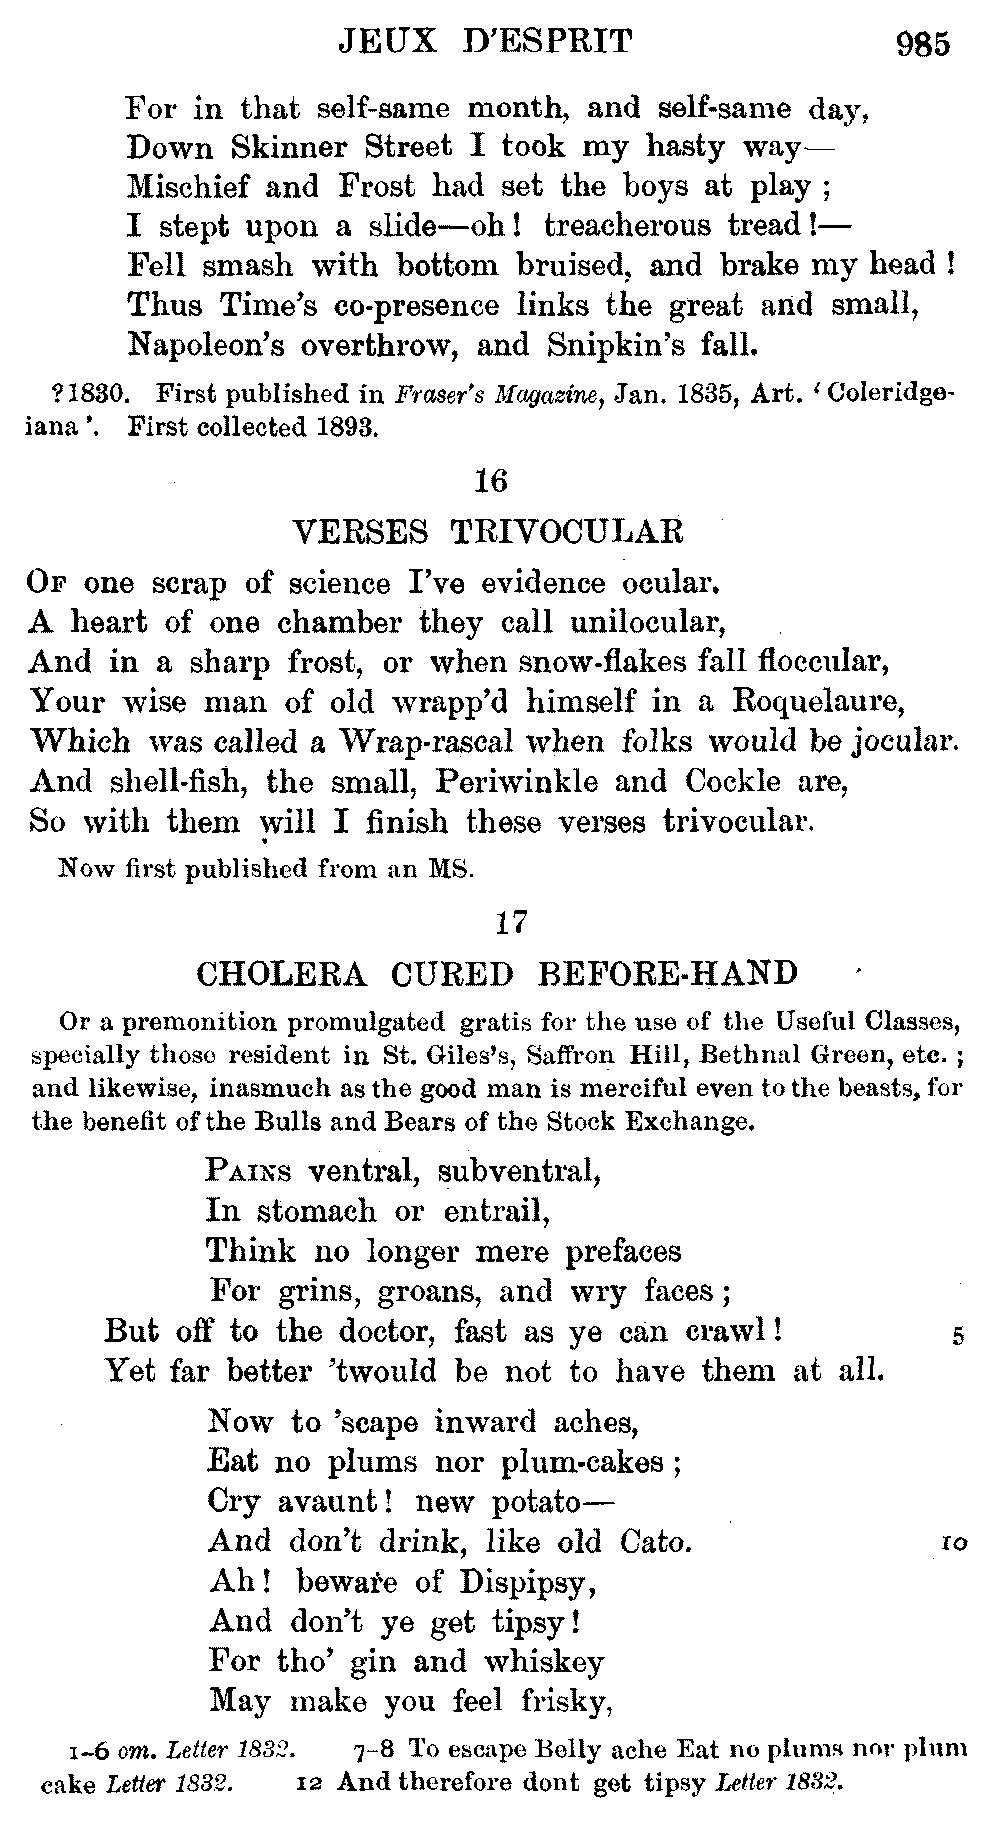 JEUX D'ESPRIT 985
For in that self-same month, and self-same day,
Down Skinner Street I took my hasty way—
Mischief and Frost had set the boys at play ;
I stept upon a slide—oh ! treacherous tread !—
Fell smash with bottom bruised, and brake my head !
Thus Time's co-presence links the great and small,
Napoleon's overthrow, and Snipkin's fall.
? 1830. First published in Fraser's Magazine, Jan. 1835, Art. ‘ Coleridge-
iana ’. First collected 1893.
16
VERSES TRIVOCULAR
OF one scrap of science I've evidence ocular.
A heart of one chamber they call unilocular,
And in a sharp frost, or when snow-flakes fall floccular,
Your wise man of old wrapp'd himself in a Roquelaure,
Which was called a Wrap-rascal when folks would be jocular.
And shell-fish, the small, Periwinkle and Cockle are,
So with them will I finish these verses trivocular.
Now first published from an MS.
17
CHOLERA CURED BEFORE-HAND
Or a premonition promulgated gratis for the use of the Useful Classes,
specially those resident in St. Giles's, Saffron Hill, Bethnal Green, etc. ;
and likewise, inasmuch as the good man is merciful even to the beasts, for
the benefit of the Bulls and Bears of the Stock Exchange.
PAINS ventral, subventral,
In stomach or entrail,
Think no longer mere prefaces
For grins, groans, and wry faces ;
But off to the doctor, fast as ye can crawl ! 5
Yet far better 'twould be not to have them at all.
Now to 'scape inward aches,
Eat no plums nor plum-cakes ;
Cry avaunt ! new potato—
And don't drink, like old Cato. 10
Ah ! beware of Dispipsy,
And don't ye get tipsy !
For tho' gin and whiskey
May make you feel frisky,
1-6 om. Letter 1832. 7-8 To escape Belly ache Eat no plums nor plum
cake Letter 1832. 12 And therefore dont get tipsy Letter 1832.